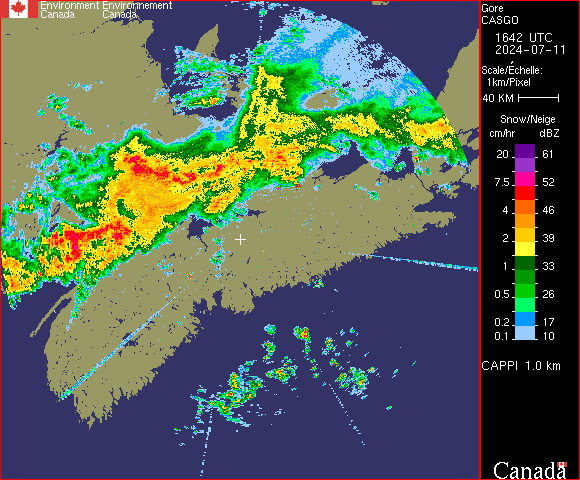 Environment Environnement
Canada Canada
Gore
CASGO
1642 UTC
2024-07-11
Scale/Échelle:
1km/Pixel
40 KM
Snow/Neige
cm/hr dBZ
20 61
7.5 52
4 46
2 39
1 33
0.5 26
0.2 17
0.1 10
CAPPI 1.0 km
Canada